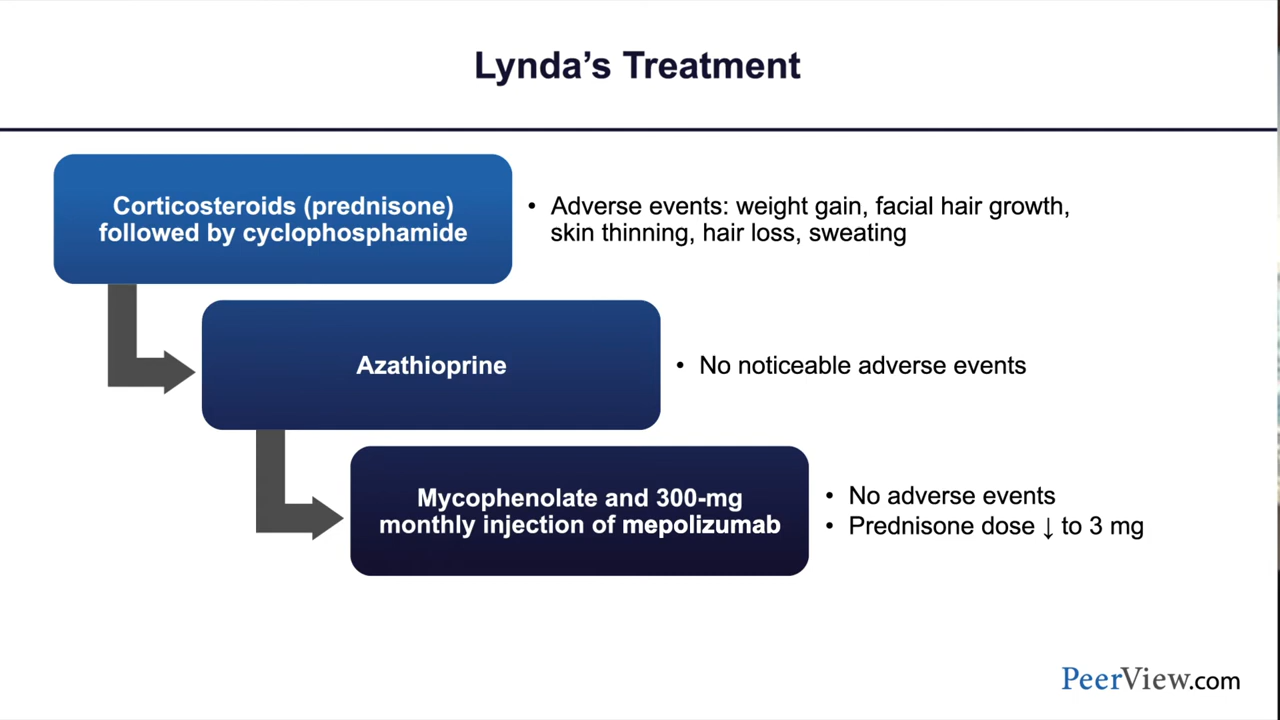 Lynda's Treatment
Corticosteroids (prednisone)
followed by cyclophosphamide
• Adverse events: weight gain, facial hair growth,
skin thinning, hair loss, sweating
Azathioprine
• No noticeable adverse events
Mycophenolate and 300-mg
monthly injection of mepolizumab
• No adverse events
• Prednisone dose ↓ to 3 mg
PeerView.com